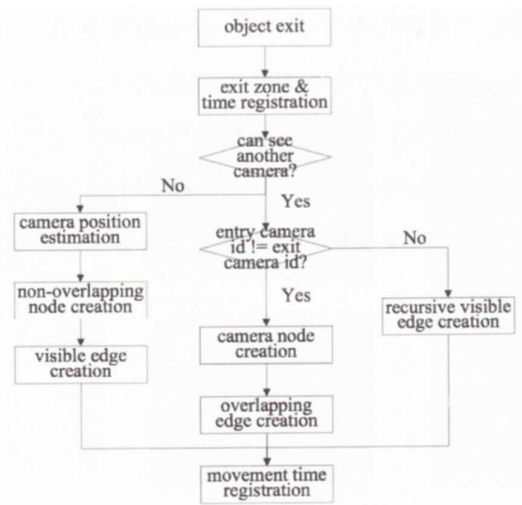 object exit
exit zone &
time registration
can see
another
camera?
No
Yes
camera position
estimation
entry camera
id != exit
camera id?
No
non-overlapping
node creation
Yes
recursive visible
edge creation
visible edge
creation
camera node
creation
overlapping
edge creation
movement time
registration